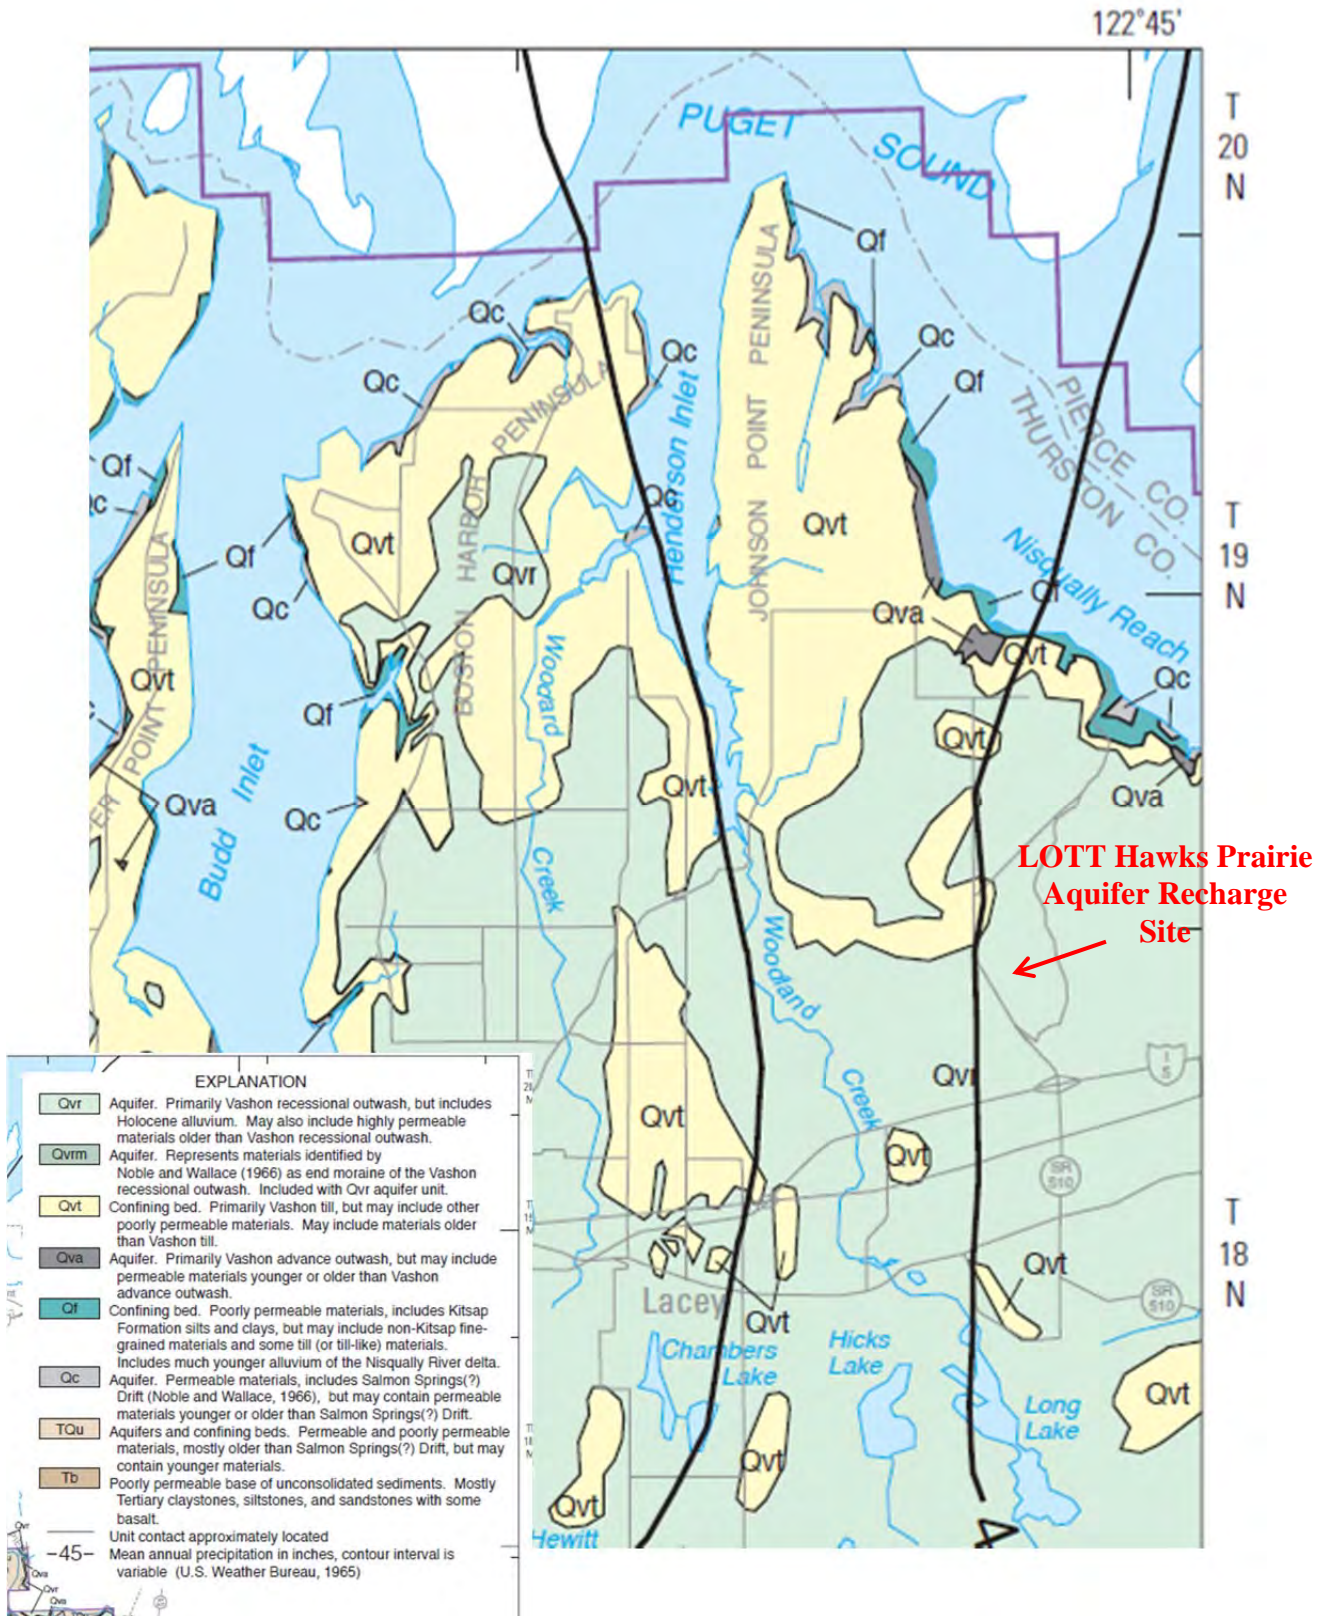 122°45'
T
20
N
PUGET
SOUND
Qf
JOHNSON POINT PENINSULA
Qc
Qc
Qc
Qc
Qf
BOSTON HARBOR PENINSULA
Henderson Inlet
PIERCE CO.
THURSTON CO.
Qf
Qc
Qvt
Qvt
T
19
N
Nisqually Reach
Qf
Qvr
Qc
Qva
Qvt
Qvt
POINT PENINSULA
Qc
Qf
Woodard
Creek
Qvt
Budd Inlet
Qva
Qc
Qvt
Qva
LOTT Hawks Prairie
Aquifer Recharge
Site
Woodland
Creek
Qvr
I
5
Qvt
Qvt
SR
510
T
18
N
Qvt
SR
510
Lacey
Qvt
Chambers
Lake
Hicks
Lake
Long
Lake
Qvt
Qvt
Qvt
Hewitt
4
EXPLANATION
Qvr Aquifer. Primarily Vashon recessional outwash, but includes
Holocene alluvium. May also include highly permeable
materials older than Vashon recessional outwash.
Qvrm Aquifer. Represents materials identified by
Noble and Wallace (1966) as end moraine of the Vashon
recessional outwash. Included with Qvr aquifer unit.
Qvt Confining bed. Primarily Vashon till, but may include other
poorly permeable materials. May include materials older
than Vashon till.
Qva Aquifer. Primarily Vashon advance outwash, but may include
permeable materials younger or older than Vashon
advance outwash.
Qf Confining bed. Poorly permeable materials, includes Kitsap
Formation silts and clays, but may include non-Kitsap fine-
grained materials and some till (or till-like) materials.
Includes much younger alluvium of the Nisqually River delta.
Qc Aquifer. Permeable materials, includes Salmon Springs(?)
Drift (Noble and Wallace, 1966), but may contain permeable
materials younger or older than Salmon Springs(?) Drift.
TQu Aquifers and confining beds. Permeable and poorly permeable
materials, mostly older than Salmon Springs(?) Drift, but may
contain younger materials.
Tb Poorly permeable base of unconsolidated sediments. Mostly
Tertiary claystones, siltstones, and sandstones with some
basalt.
Unit contact approximately located
-45- Mean annual precipitation in inches, contour interval is
variable (U.S. Weather Bureau, 1965)
Qvr
Qva
Qvr
Qva